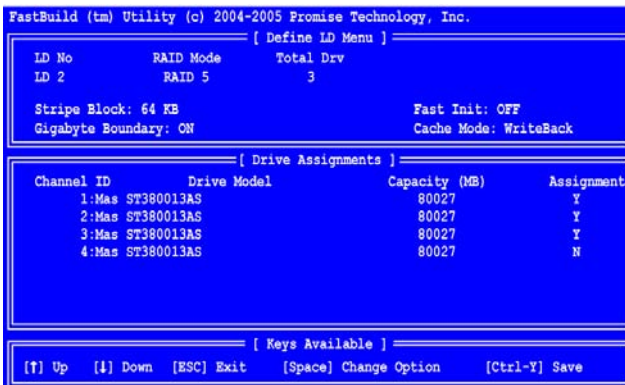 FastBuild (tm) Utility (c) 2004-2005 Promise Technology, Inc.
[ Define LD Menu ]
LD No RAID Mode Total Drv
LD 2 RAID 5 3
Stripe Block: 64 KB Fast Init: OFF
Gigabyte Boundary: ON Cache Mode: WriteBack
[ Drive Assignments ]
Channel ID Drive Model Capacity (MB) Assignment
1:Mas ST380013AS 80027 Y
2:Mas ST380013AS 80027 Y
3:Mas ST380013AS 80027 Y
4:Mas ST380013AS 80027 N
[ Keys Available ]
[↑] Up [↓] Down [ESC] Exit [Space] Change Option [Ctrl-Y] Save